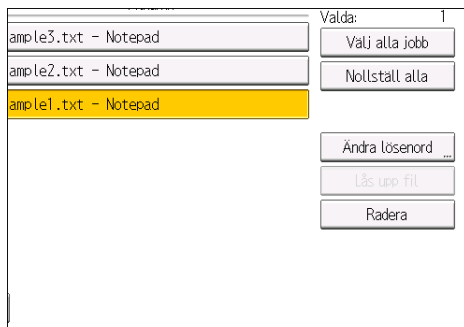 Valda: 1
ample3.txt - Notepad
Välj alla jobb
ample2.txt - Notepad
Nollställ alla
ample1.txt - Notepad
Ändra lösenord ...
Lås upp fil
Radera